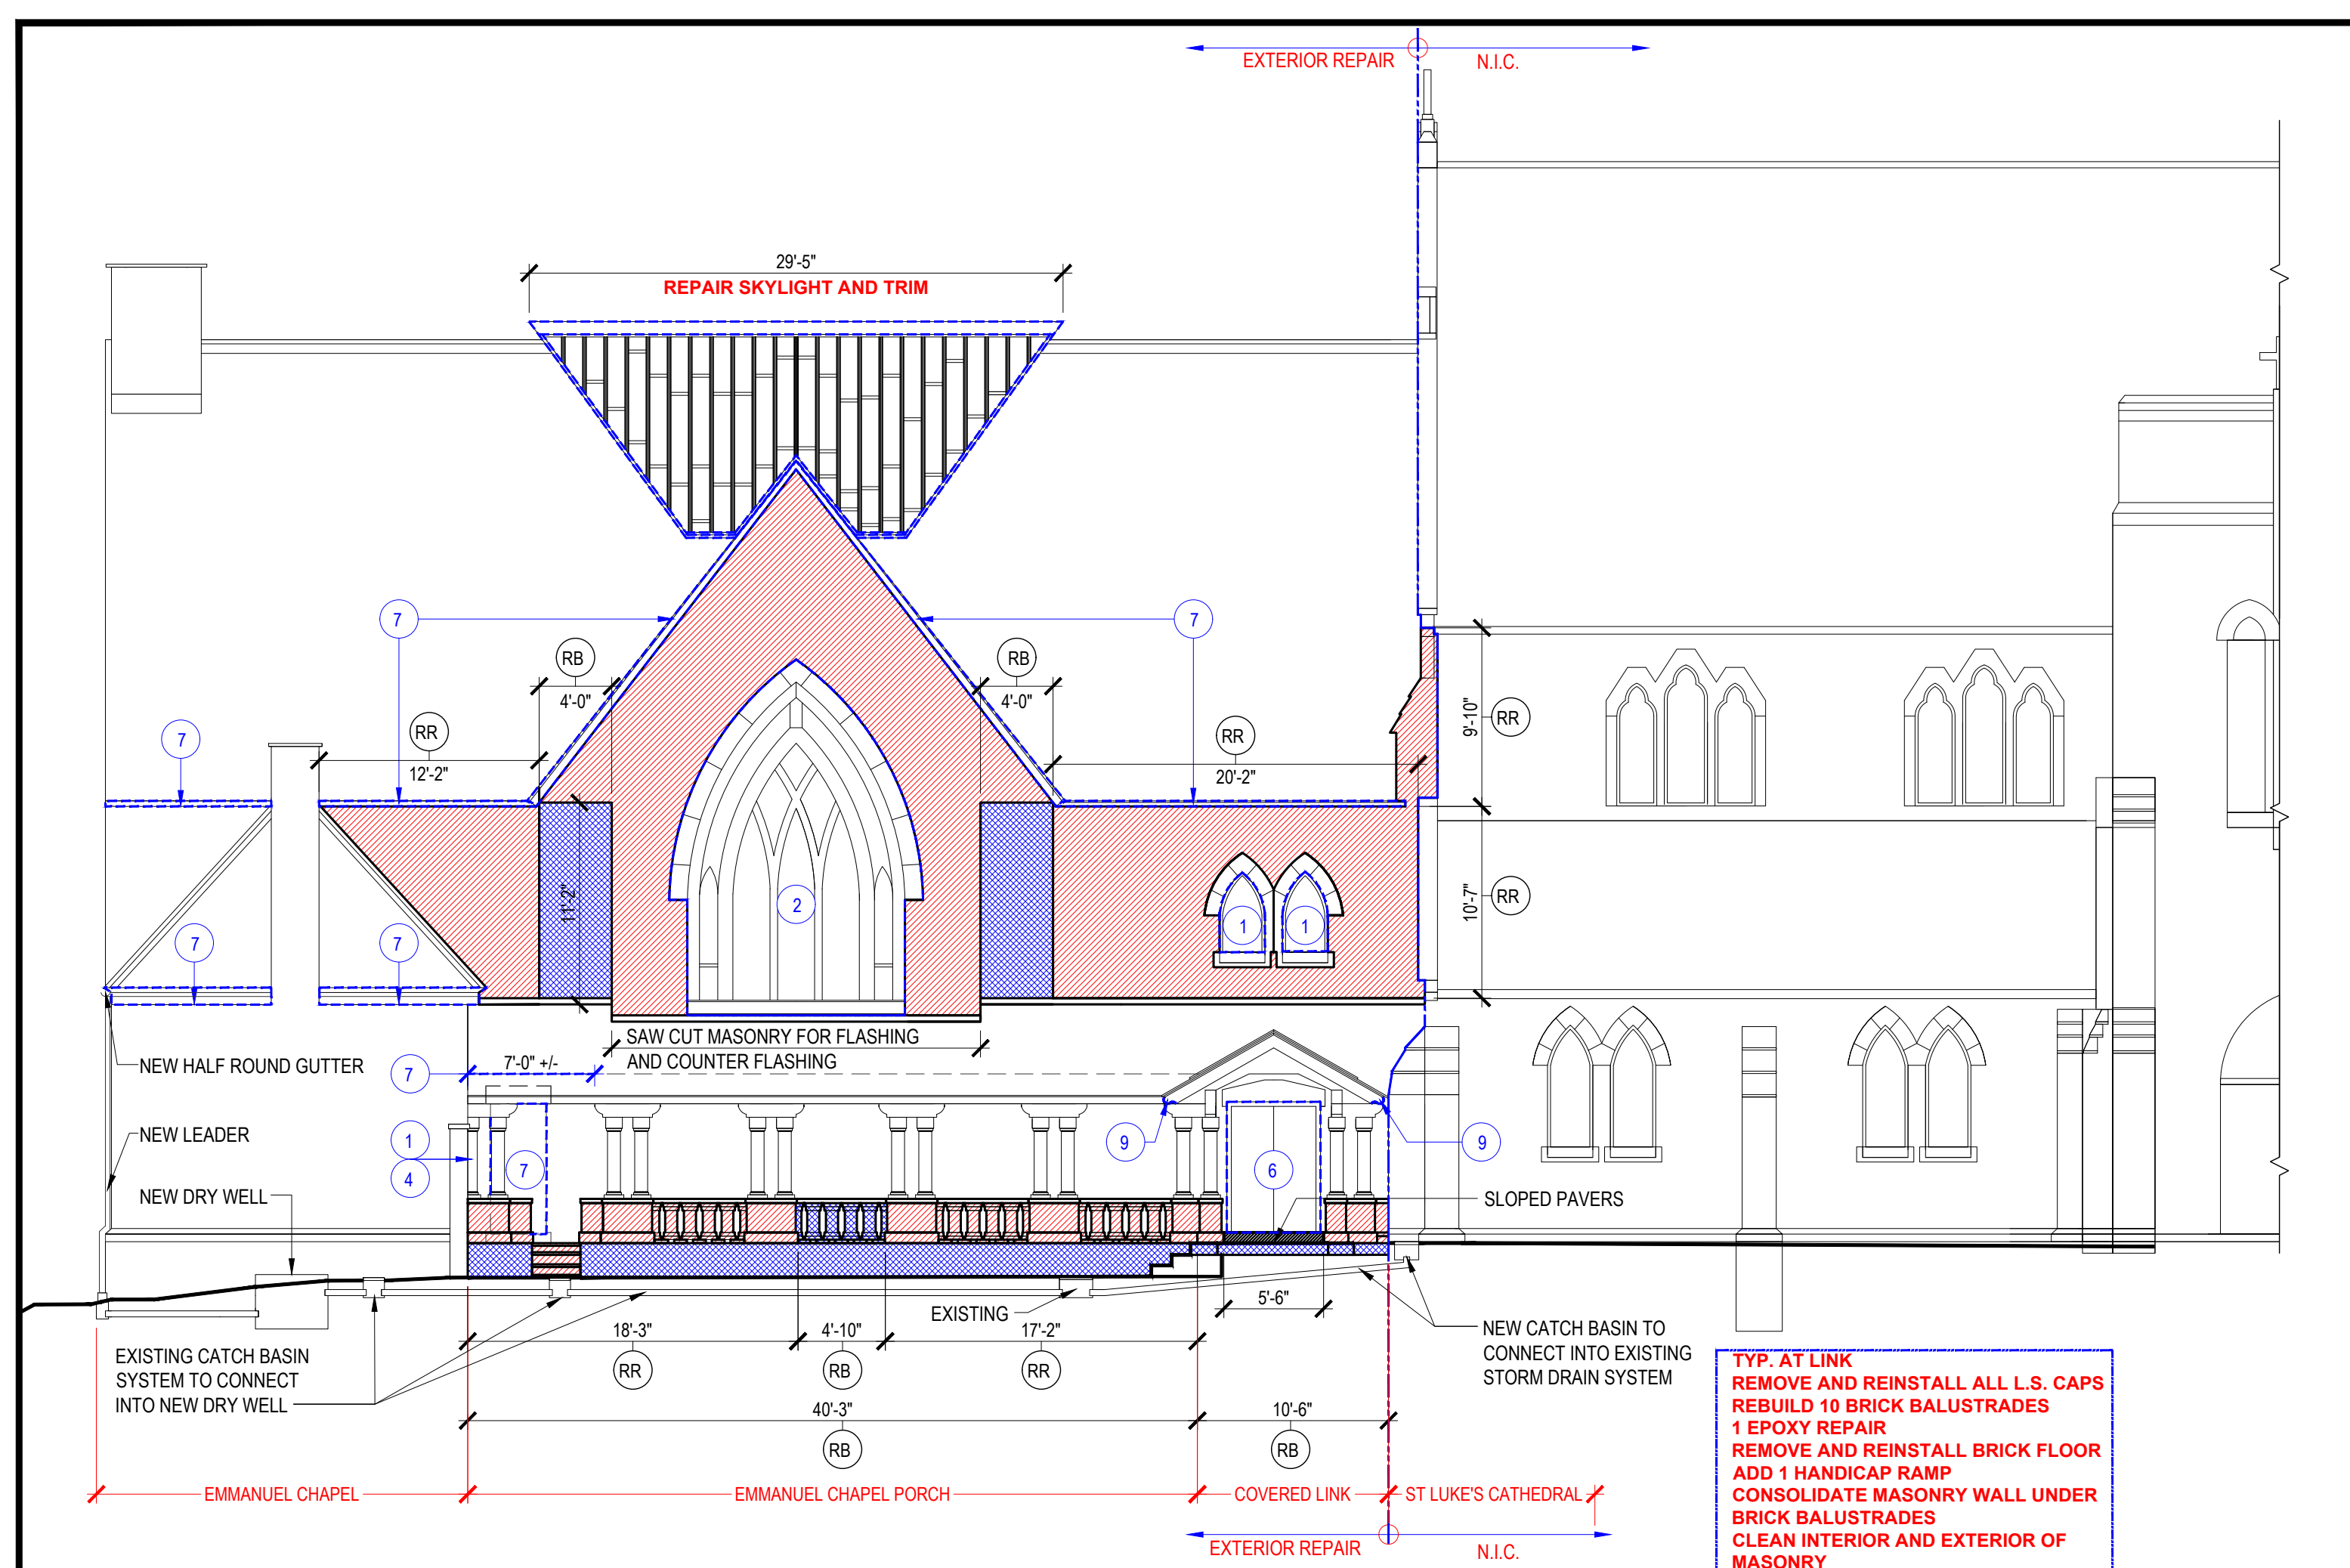 EXTERIOR REPAIR
N.I.C.
29'-5"
REPAIR SKYLIGHT AND TRIM
7
7
RB
RB
4'-0"
4'-0"
RR
9'-10"
7
RR
RR
12'-2"
20'-2"
11'-2"
2
1
1
10'-7"
RR
7
7
SAW CUT MASONRY FOR FLASHING
AND COUNTER FLASHING
NEW HALF ROUND GUTTER
7
7'-0" +/-
NEW LEADER
1
4
7
9
6
9
NEW DRY WELL
SLOPED PAVERS
EXISTING
5'-6"
18'-3"
4'-10"
17'-2"
RR
RB
RR
NEW CATCH BASIN TO
CONNECT INTO EXISTING
STORM DRAIN SYSTEM
EXISTING CATCH BASIN
SYSTEM TO CONNECT
INTO NEW DRY WELL
40'-3"
10'-6"
RB
RB
EMMANUEL CHAPEL
EMMANUEL CHAPEL PORCH
COVERED LINK
ST LUKE'S CATHEDRAL
EXTERIOR REPAIR
N.I.C.
TYP. AT LINK
REMOVE AND REINSTALL ALL L.S. CAPS
REBUILD 10 BRICK BALUSTRADES
1 EPOXY REPAIR
REMOVE AND REINSTALL BRICK FLOOR
ADD 1 HANDICAP RAMP
CONSOLIDATE MASONRY WALL UNDER
BRICK BALUSTRADES
CLEAN INTERIOR AND EXTERIOR OF
MASONRY